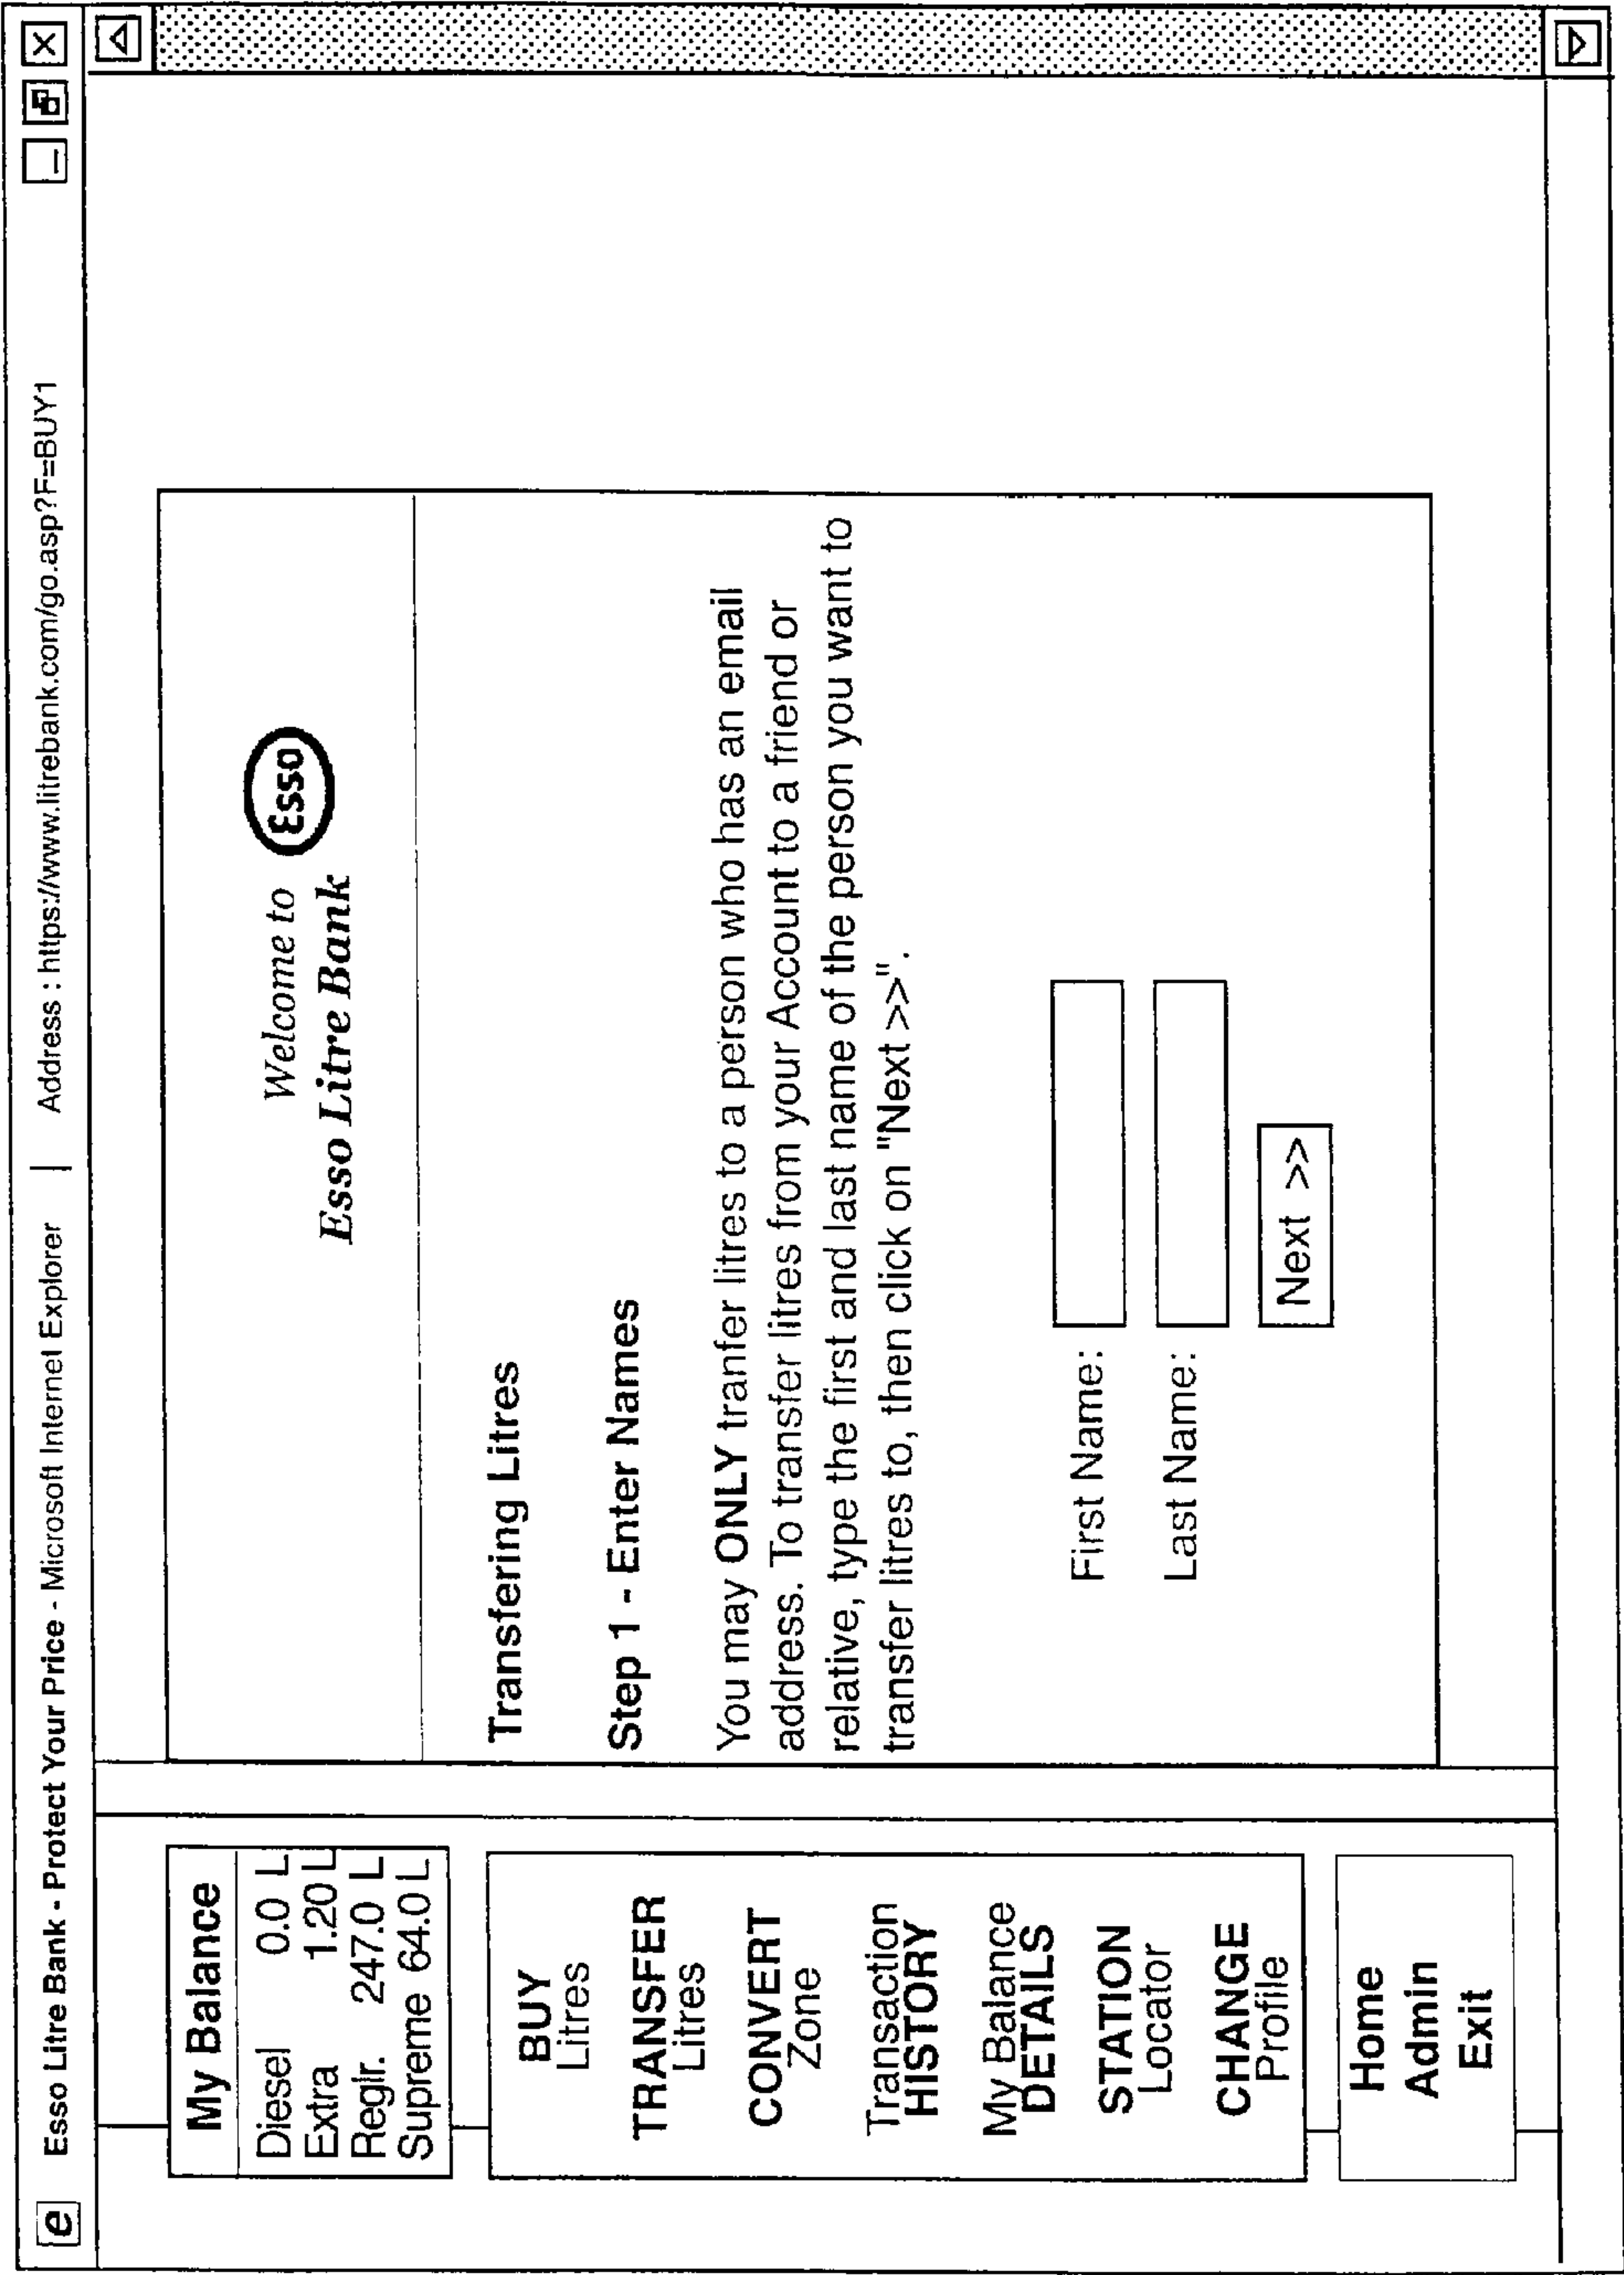 e Esso Litre Bank - Protect Your Price - Microsoft Internet Explorer | Address : https://www.litrebank.com/go.asp?F=BUY1
My Balance
Diesel 0.0 L
Extra 1.20 L
Reglr. 247.0 L
Supreme 64.0 L
BUY
Litres
TRANSFER
Litres
CONVERT
Zone
Transaction
HISTORY
My Balance
DETAILS
STATION
Locator
CHANGE
Profile
Home
Admin
Exit
Welcome to
Esso Litre Bank
Esso
Transfering Litres
Step 1 - Enter Names
You may ONLY tranfer litres to a person who has an email
address. To transfer litres from your Account to a friend or
relative, type the first and last name of the person you want to
transfer litres to, then click on "Next >>".
First Name:
Last Name:
Next >>